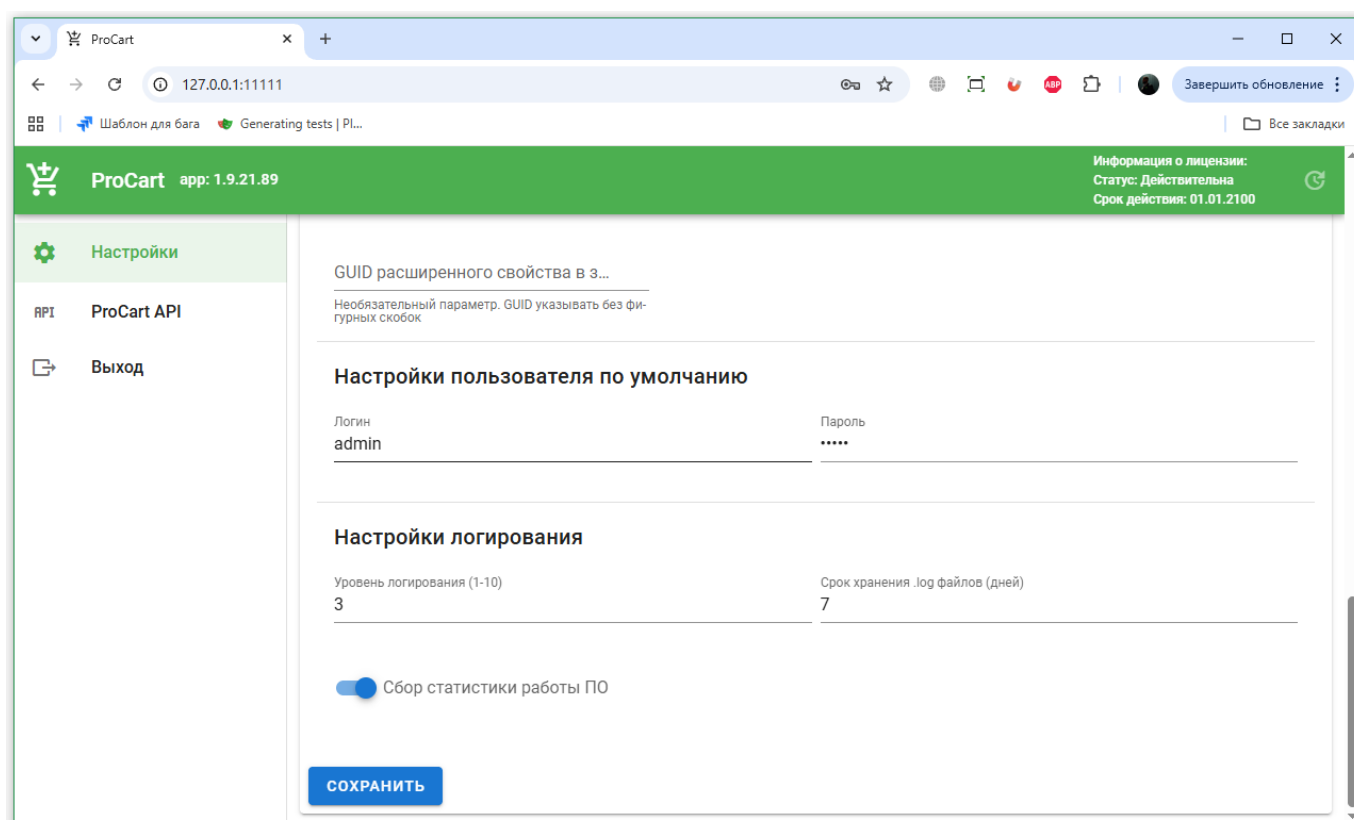 ProCart
127.0.0.1:11111
ABP
Завершить обновление
Шаблон для бага
Generating tests | Pl...
Все закладки
ProCart app: 1.9.21.89
Информация о лицензии:
Статус: Действительна
Срок действия: 01.01.2100
Настройки
API ProCart API
Выход
GUID расширенного свойства в з...
Необязательный параметр. GUID указывать без фи-
гурных скобок
Настройки пользователя по умолчанию
Логин
admin
Пароль
•••••
Настройки логирования
Уровень логирования (1-10)
3
Срок хранения .log файлов (дней)
7
Сбор статистики работы ПО
СОХРАНИТЬ